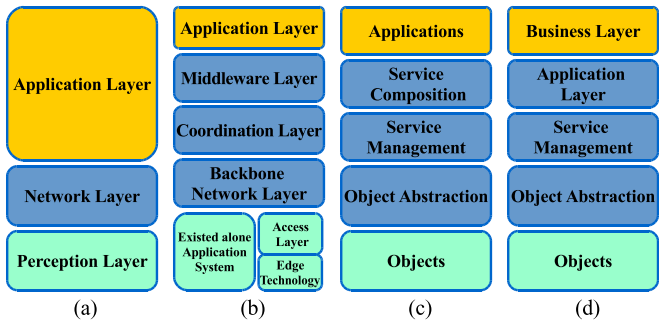 Application Layer
Network Layer
Perception Layer
(a)
Application Layer
Middleware Layer
Coordination Layer
Backbone
Network Layer
Existed alone
Application
System
Access
Layer
Edge
Technology
(b)
Applications
Service
Composition
Service
Management
Object Abstraction
Objects
(c)
Business Layer
Application
Layer
Service
Management
Object Abstraction
Objects
(d)